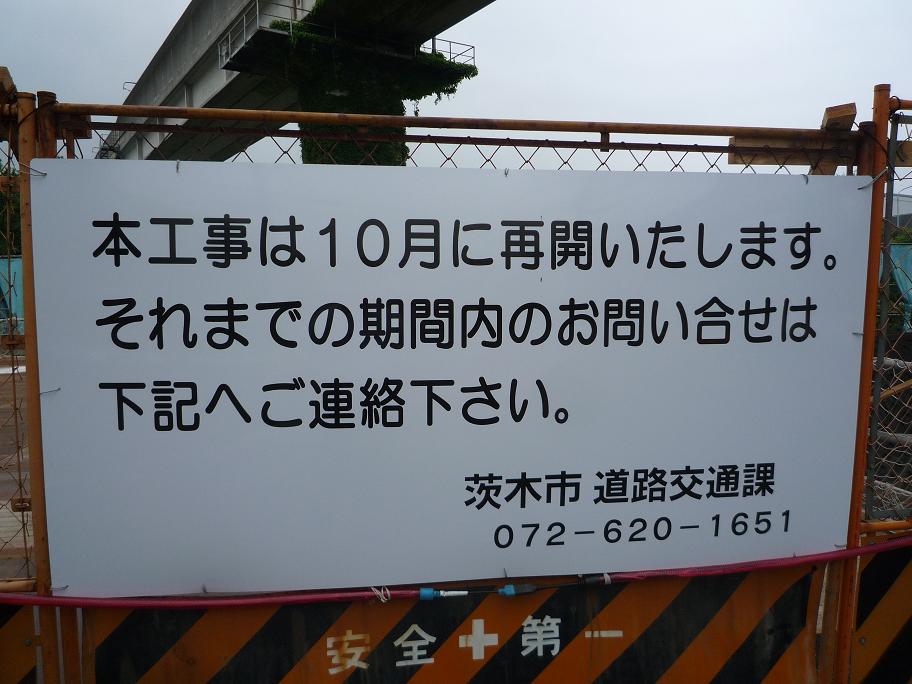 本工事は10月に再開いたします。
それまでの期間内のお問い合せは
下記へご連絡下さい。
茨木市 道路交通課
072－620－1651
安全✚第一